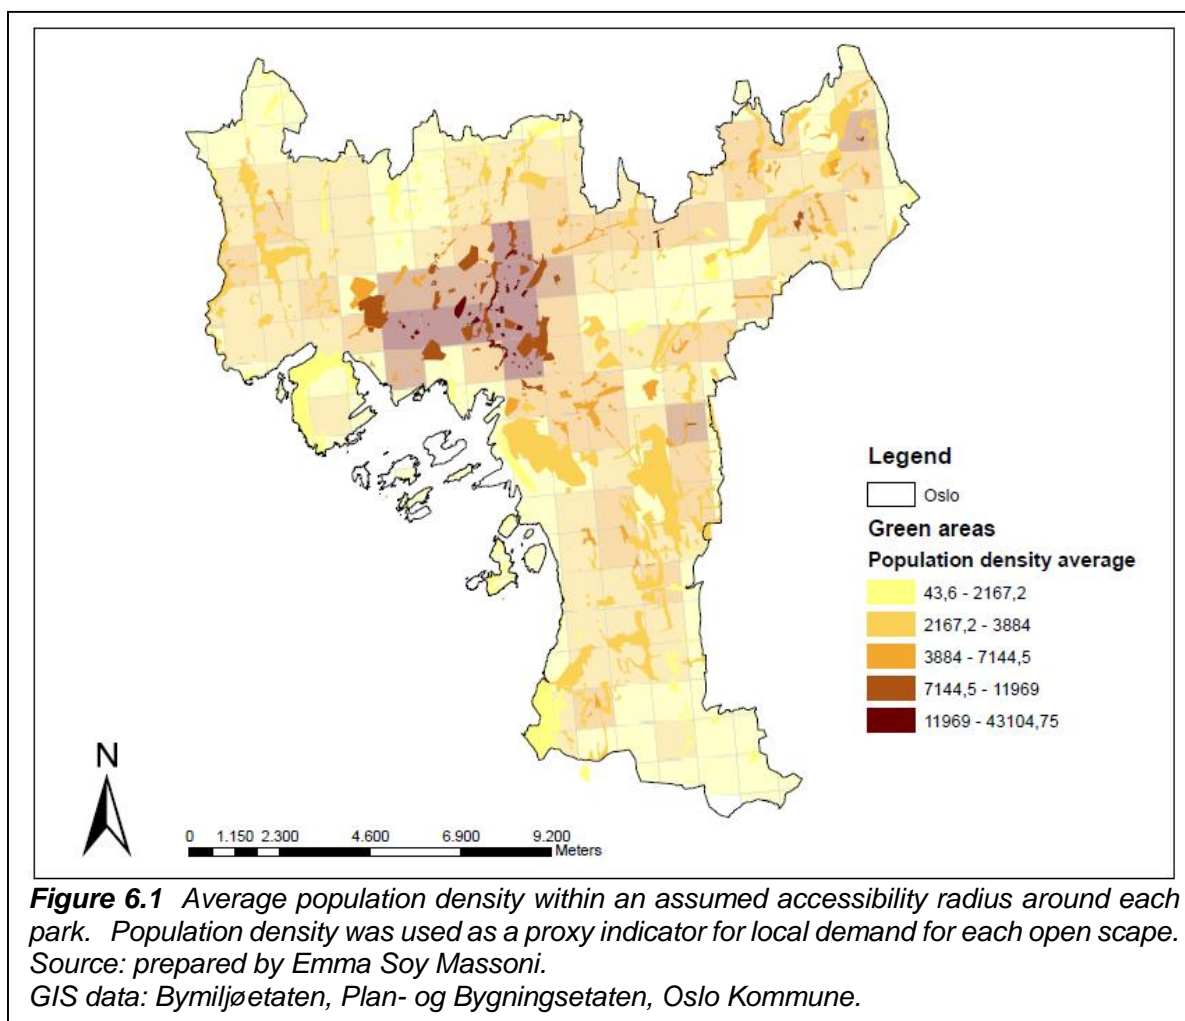 Legend
Oslo
Green areas
Population density average
43,6 - 2167,2
2167,2 - 3884
3884 - 7144,5
7144,5 - 11969
11969 - 43104,75
N
0 1.150 2.300 4.600 6.900 9.200
Meters
Figure 6.1 Average population density within an assumed accessibility radius around each
park. Population density was used as a proxy indicator for local demand for each open scape.
Source: prepared by Emma Soy Massoni.
GIS data: Bymiljøetaten, Plan- og Bygningsetaten, Oslo Kommune.